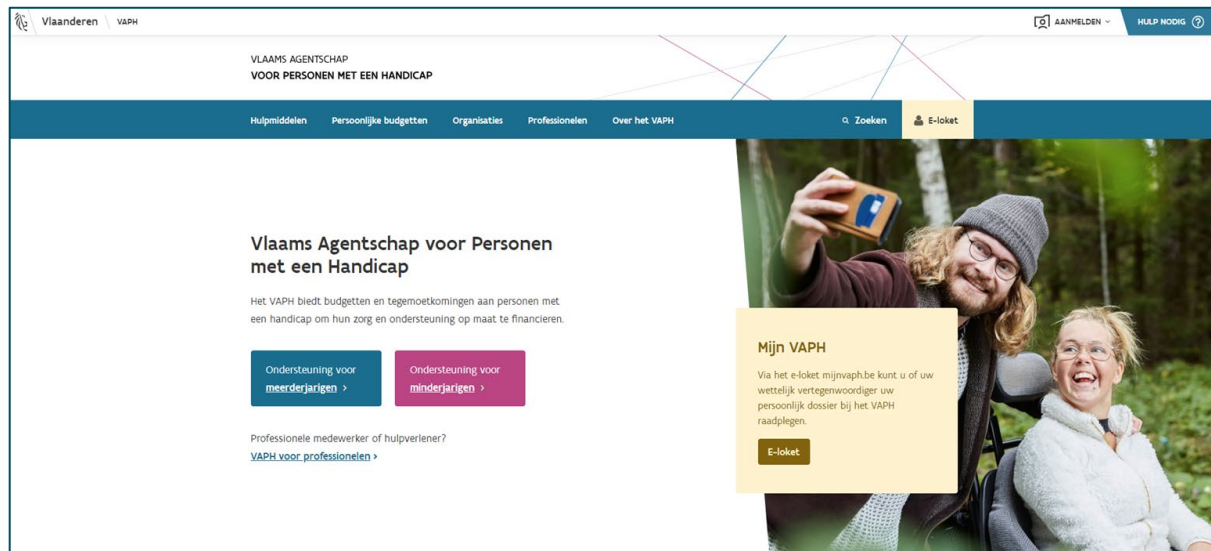 Vlaanderen VAPH AANMELDEN HULP NODIG ?
VLAAMS AGENTSCHAP
VOOR PERSONEN MET EEN HANDICAP
Hulpmiddelen Persoonlijke budgetten Organisaties Professionelen Over het VAPH Zoeken E-loket
Vlaams Agentschap voor Personen
met een Handicap
Het VAPH biedt budgetten en tegemoetkomingen aan personen met
een handicap om hun zorg en ondersteuning op maat te financieren.
Ondersteuning voor
meerderjarigen >
Ondersteuning voor
minderjarigen >
Professionele medewerker of hulpverlener?
VAPH voor professionelen >
Mijn VAPH
Via het e-loket mijnvaph.be kunt u of uw
wettelijk vertegenwoordiger uw
persoonlijk dossier bij het VAPH
raadplegen.
E-loket